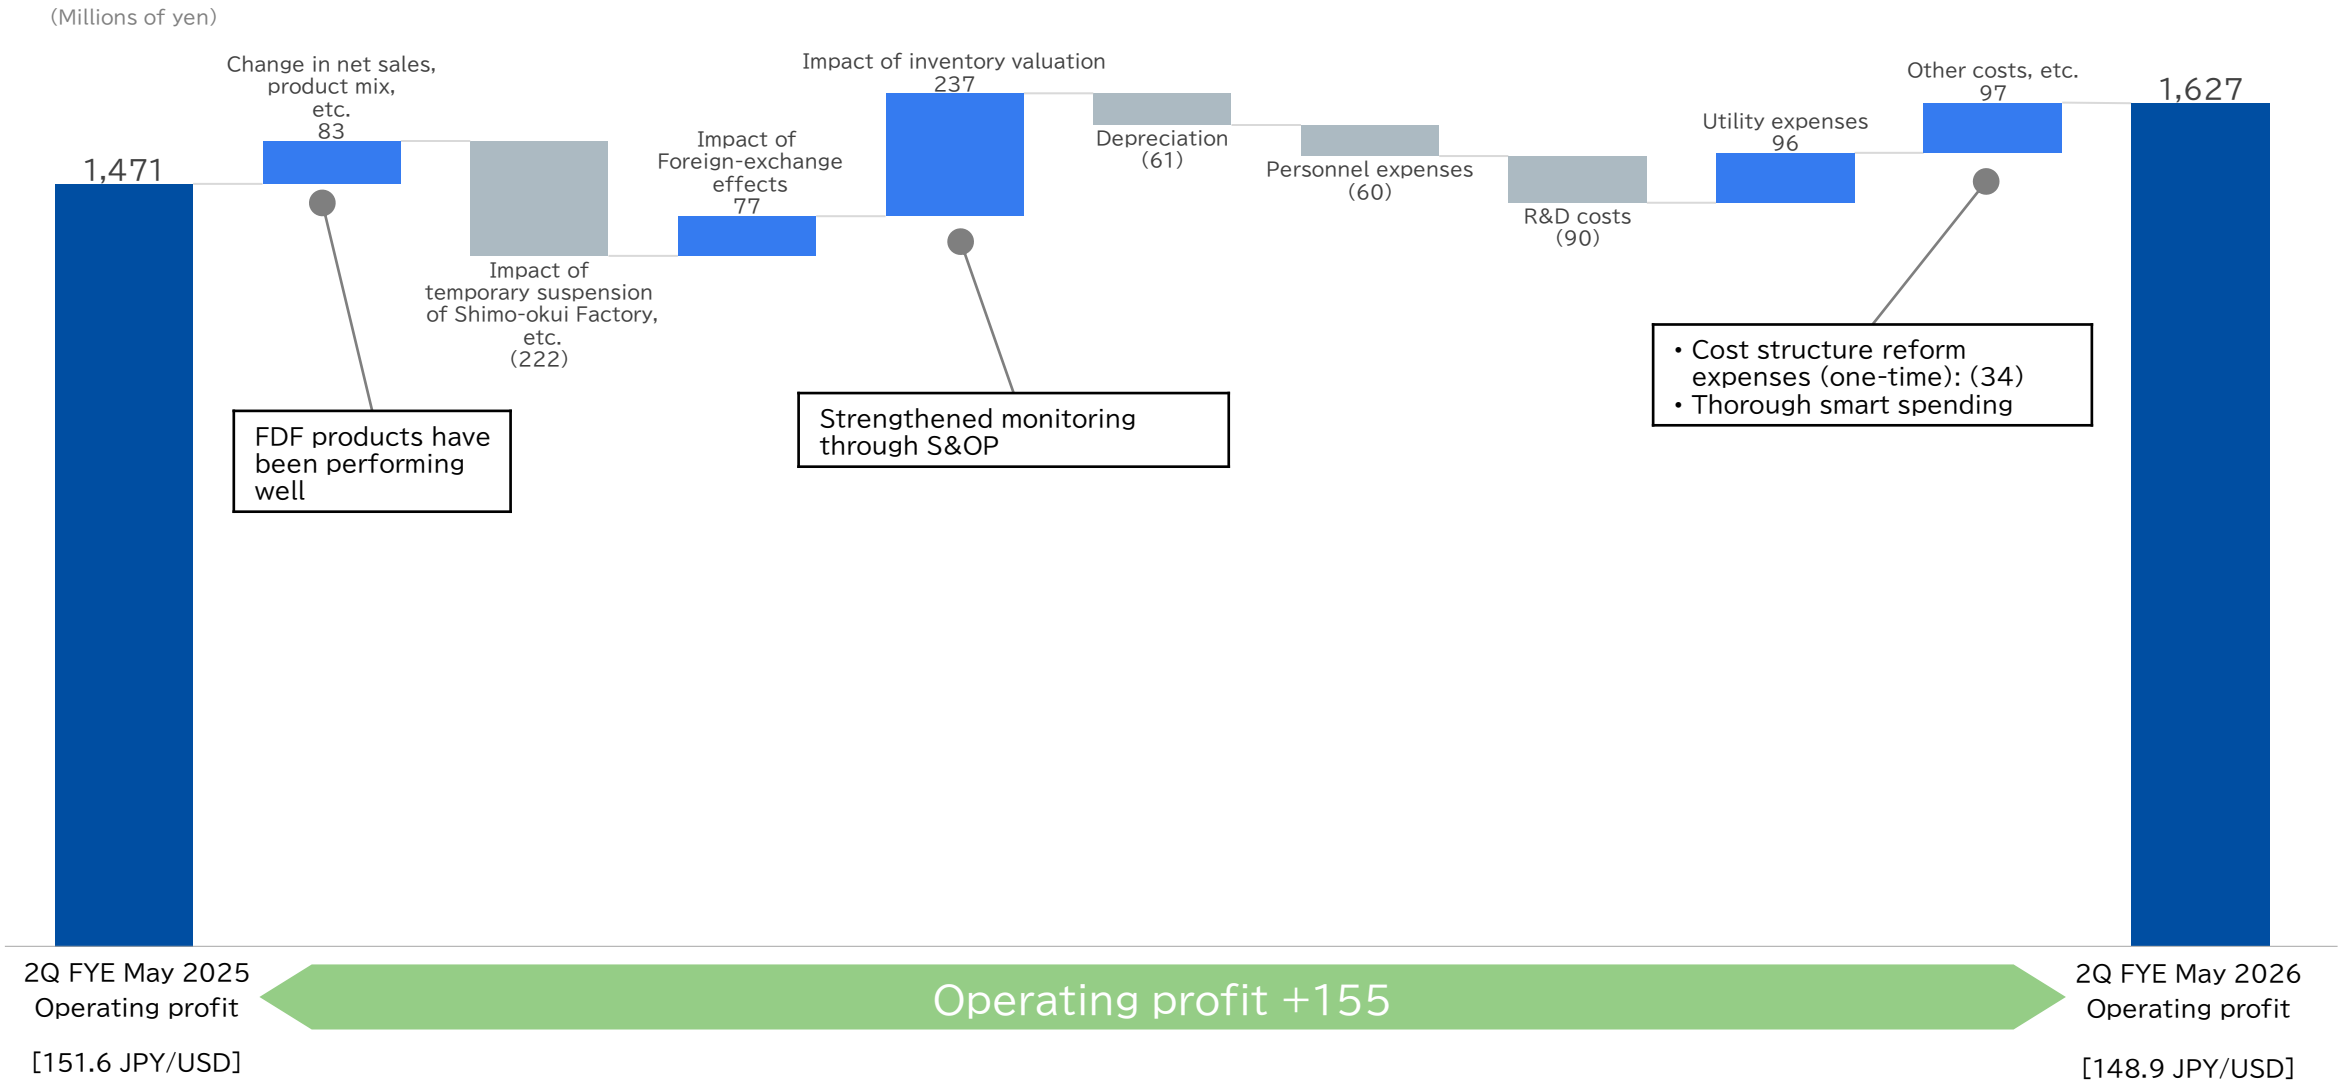 (Millions of yen)
1,471
Change in net sales,
product mix,
etc.
83
Impact of
temporary suspension
of Shimo-okui Factory,
etc.
(222)
Impact of
Foreign-exchange
effects
77
Impact of inventory valuation
237
Depreciation
(61)
Personnel expenses
(60)
R&D costs
(90)
Utility expenses
96
Other costs, etc.
97
1,627
FDF products have
been performing
well
Strengthened monitoring
through S&OP
・Cost structure reform
expenses (one-time): (34)
・Thorough smart spending
2Q FYE May 2025
Operating profit
[151.6 JPY/USD]
Operating profit +155
2Q FYE May 2026
Operating profit
[148.9 JPY/USD]